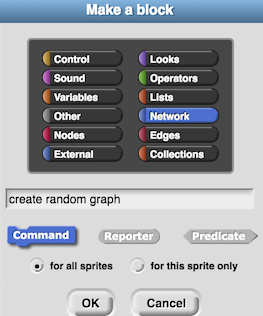 Make a block
Control Looks
Sound Operators
Variables Lists
Other Network
Nodes Edges
External Collections
create random graph
Command Reporter Predicate
for all sprites for this sprite only
OK Cancel